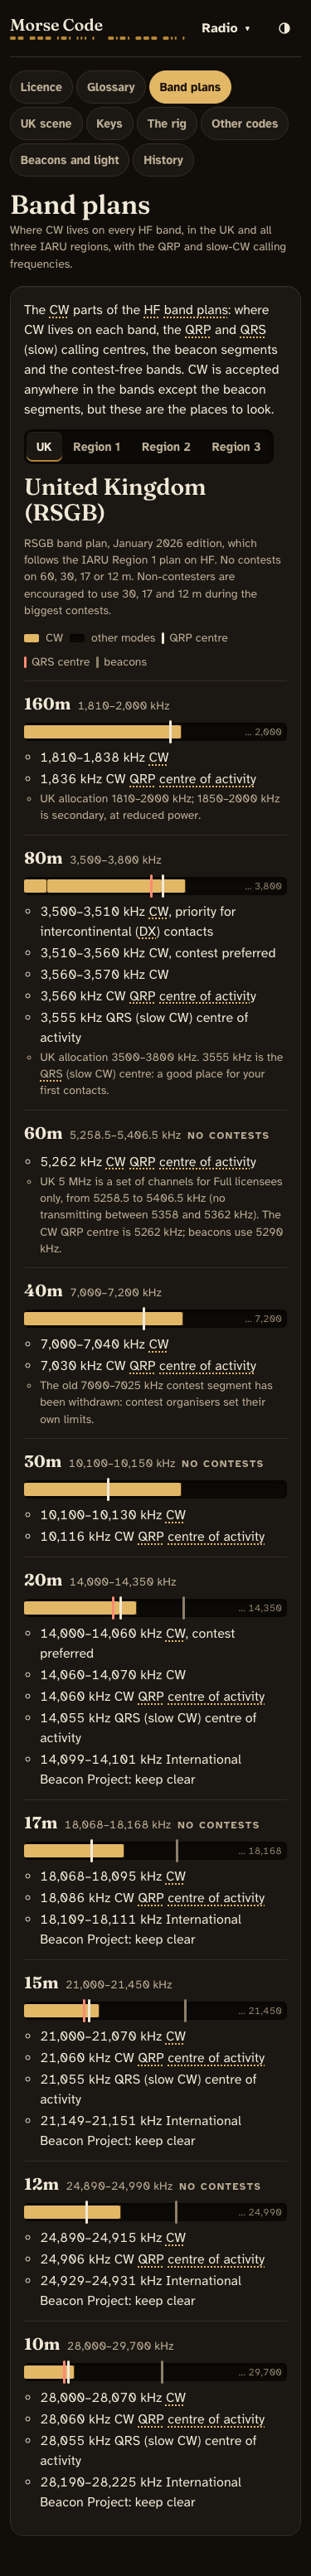 Morse Code
Radio ▾
Licence
Glossary
Band plans
UK scene
Keys
The rig
Other codes
Beacons and light
History
Band plans
Where CW lives on every HF band, in the UK and all
three IARU regions, with the QRP and slow-CW calling
frequencies.
The CW parts of the HF band plans: where
CW lives on each band, the QRP and QRS
(slow) calling centres, the beacon segments
and the contest-free bands. CW is accepted
anywhere in the bands except the beacon
segments, but these are the places to look.
UK
Region 1
Region 2
Region 3
United Kingdom
(RSGB)
RSGB band plan, January 2026 edition, which
follows the IARU Region 1 plan on HF. No contests
on 60, 30, 17 or 12 m. Non-contesters are
encouraged to use 30, 17 and 12 m during the
biggest contests.
CW other modes QRP centre
QRS centre beacons
160m 1,810–2,000 kHz
... 2,000
1,810–1,838 kHz CW
1,836 kHz CW QRP centre of activity
UK allocation 1810–2000 kHz; 1850–2000 kHz
is secondary, at reduced power.
80m 3,500–3,800 kHz
... 3,800
3,500–3,510 kHz CW, priority for
intercontinental (DX) contacts
3,510–3,560 kHz CW, contest preferred
3,560–3,570 kHz CW
3,560 kHz CW QRP centre of activity
3,555 kHz QRS (slow CW) centre of
activity
UK allocation 3500–3800 kHz. 3555 kHz is the
QRS (slow CW) centre: a good place for your
first contacts.
60m 5,258.5–5,406.5 kHz NO CONTESTS
5,262 kHz CW QRP centre of activity
UK 5 MHz is a set of channels for Full licensees
only, from 5258.5 to 5406.5 kHz (no
transmitting between 5358 and 5362 kHz). The
CW QRP centre is 5262 kHz; beacons use 5290
kHz.
40m 7,000–7,200 kHz
... 7,200
7,000–7,040 kHz CW
7,030 kHz CW QRP centre of activity
The old 7000–7025 kHz contest segment has
been withdrawn: contest organisers set their
own limits.
30m 10,100–10,150 kHz NO CONTESTS
10,100–10,130 kHz CW
10,116 kHz CW QRP centre of activity
20m 14,000–14,350 kHz
... 14,350
14,000–14,060 kHz CW, contest
preferred
14,060–14,070 kHz CW
14,060 kHz CW QRP centre of activity
14,055 kHz QRS (slow CW) centre of
activity
14,099–14,101 kHz International
Beacon Project: keep clear
17m 18,068–18,168 kHz NO CONTESTS
... 18,168
18,068–18,095 kHz CW
18,086 kHz CW QRP centre of activity
18,109–18,111 kHz International
Beacon Project: keep clear
15m 21,000–21,450 kHz
... 21,450
21,000–21,070 kHz CW
21,060 kHz CW QRP centre of activity
21,055 kHz QRS (slow CW) centre of
activity
21,149–21,151 kHz International
Beacon Project: keep clear
12m 24,890–24,990 kHz NO CONTESTS
... 24,990
24,890–24,915 kHz CW
24,906 kHz CW QRP centre of activity
24,929–24,931 kHz International
Beacon Project: keep clear
10m 28,000–29,700 kHz
... 29,700
28,000–28,070 kHz CW
28,060 kHz CW QRP centre of activity
28,055 kHz QRS (slow CW) centre of
activity
28,190–28,225 kHz International
Beacon Project: keep clear